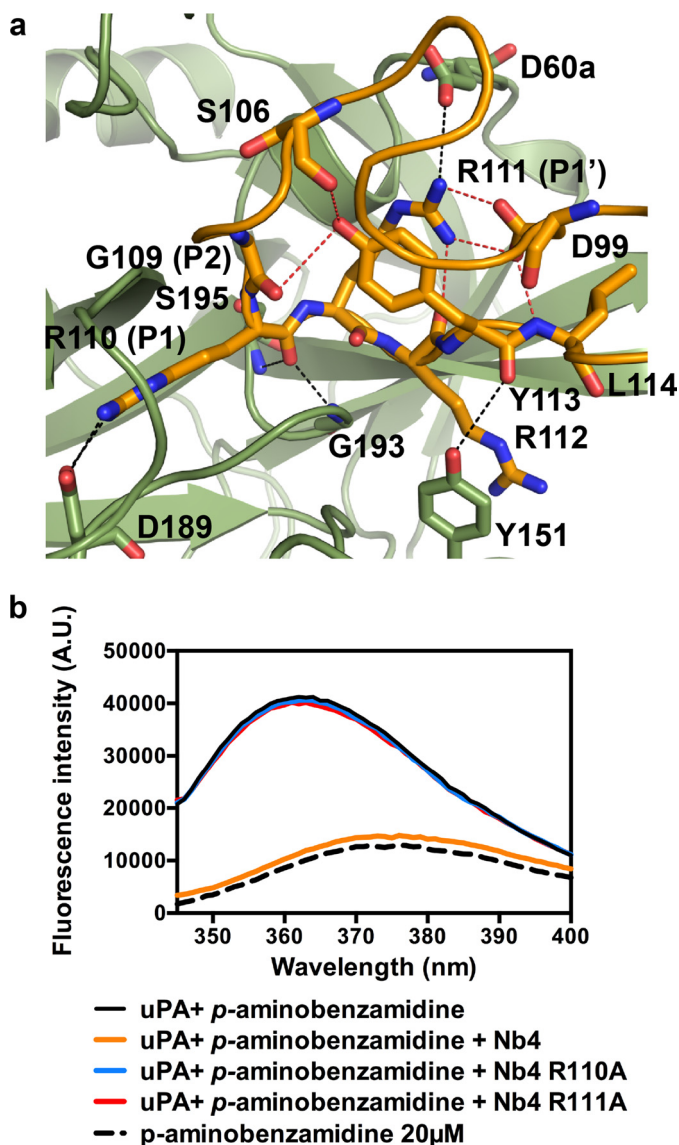 a
D60a
S106
R111 (P1')
G109 (P2)
D99
S195
R110 (P1)
L114
Y113
R112
G193
D189
Y151
b
Fluorescence intensity (A.U.)
50000
40000
30000
20000
10000
0
350 360 370 380 390 400
Wavelength (nm)
uPA+ p-aminobenzamidine
uPA+ p-aminobenzamidine + Nb4
uPA+ p-aminobenzamidine + Nb4 R110A
uPA+ p-aminobenzamidine + Nb4 R111A
p-aminobenzamidine 20µM